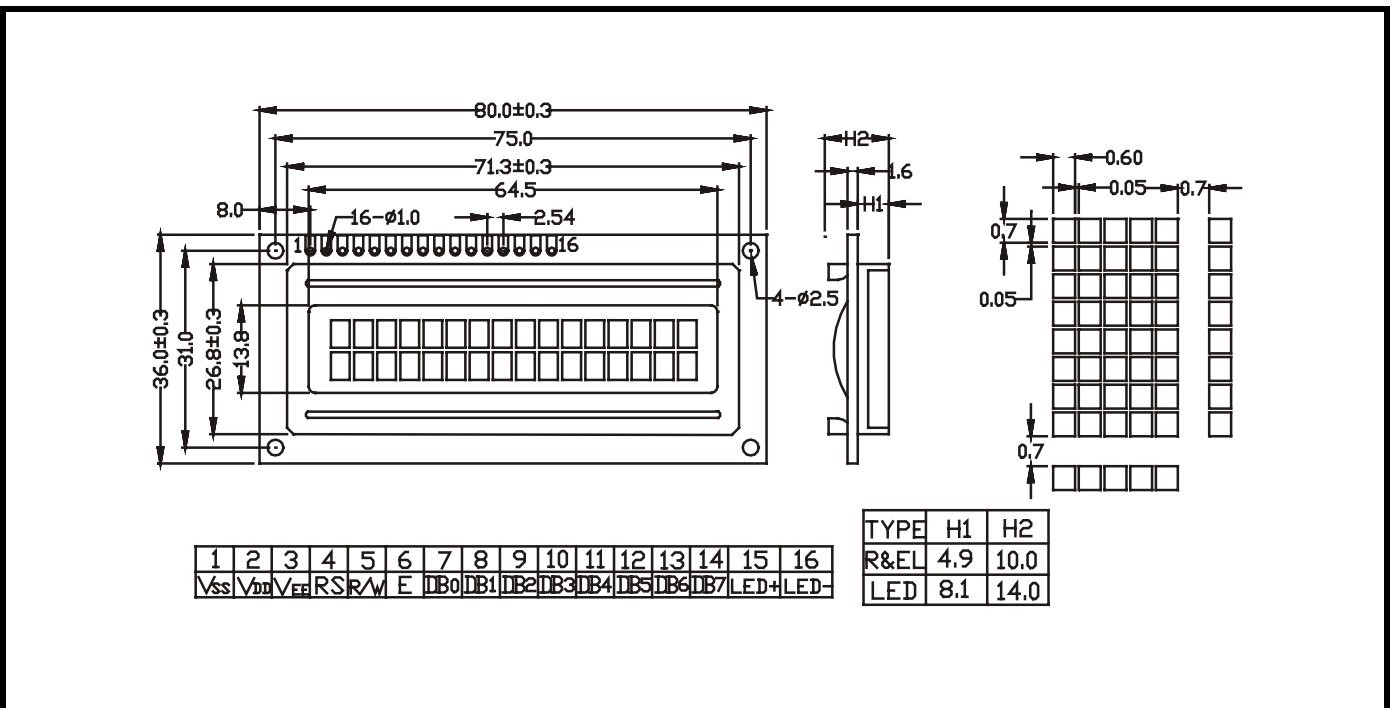 80.0±0.3
75.0
71.3±0.3
64.5
8.0
16-ø1.0
2.54
1
16
4-ø2.5
36.0±0.3
31.0
26.8±0.3
13.8
H2
1.6
H1
0.60
0.05
0.7
0.7
0.05
0.7
1 2 3 4 5 6 7 8 9 10 11 12 13 14 15 16
VSS VDD VEE RS R/W E DB0 DB1 DB2 DB3 DB4 DB5 DB6 DB7 LED+ LED-
TYPE H1 H2
R&EL 4.9 10.0
LED 8.1 14.0